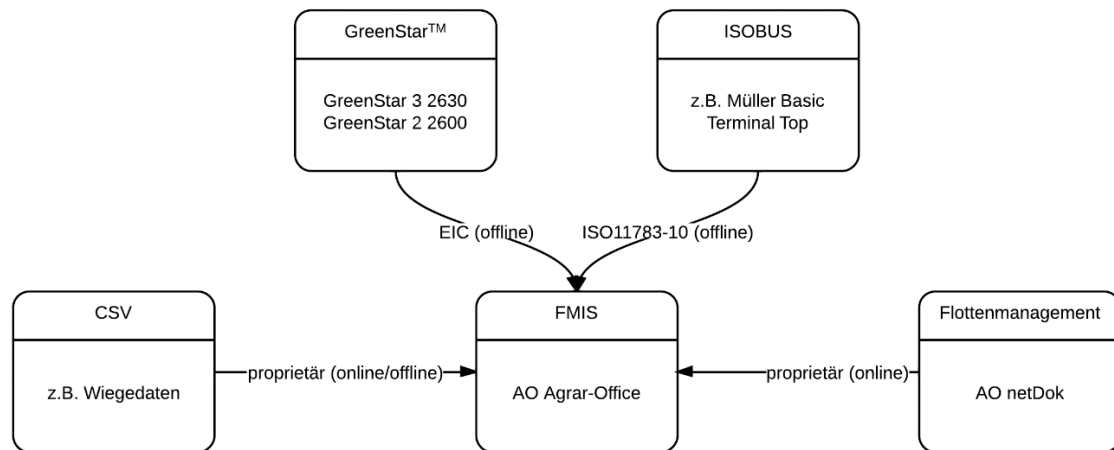 GreenStar™
ISOBUS
GreenStar 3 2630
GreenStar 2 2600
z.B. Müller Basic
Terminal Top
EIC (offline)
ISO11783-10 (offline)
CSV
FMIS
Flottenmanagement
z.B. Wiegedaten
proprietär (online/offline)
AO Agrar-Office
proprietär (online)
AO netDok